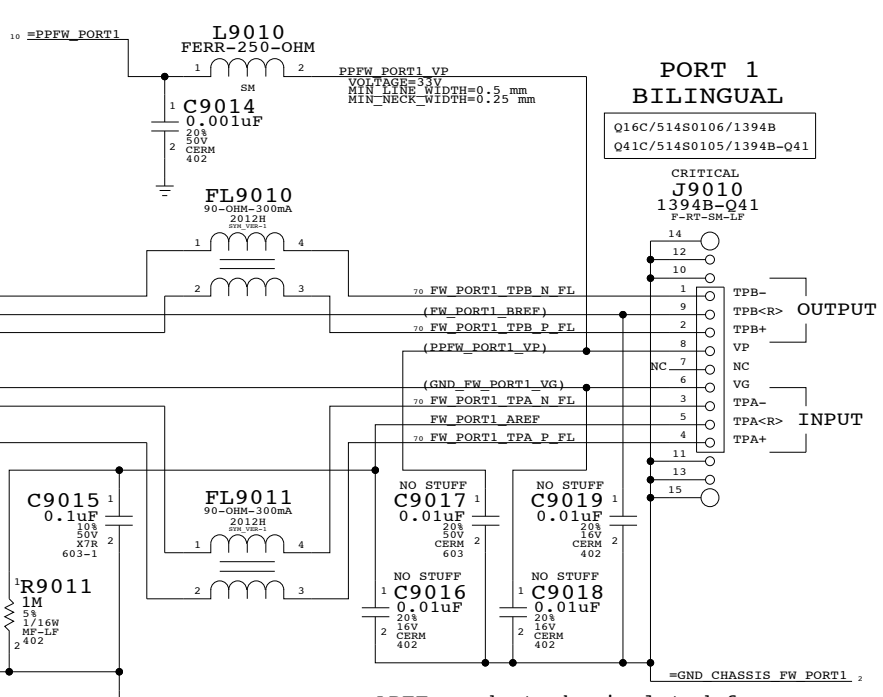 10 =PPFW_PORT1
L9010
FERR-250-OHM
1
2
SM
PPFW_PORT1_VP
VOLTAGE=33V
MIN_LINE_WIDTH=0.5 mm
MIN_NECK_WIDTH=0.25 mm
1
C9014
0.001uF
20%
50V
2 CERM
402
PORT 1
BILINGUAL
Q16C/514S0106/1394B
Q41C/514S0105/1394B-Q41
CRITICAL
J9010
1394B-Q41
F-RT-SM-LF
FL9010
90-OHM-300mA
2012H
SYM_VER-1
1
4
2
3
14
12
10
70 FW_PORT1_TPB_N_FL
1
TPB-
(FW_PORT1_BREF)
9
TPB<R>
OUTPUT
70 FW_PORT1_TPB_P_FL
2
TPB+
(PPFW_PORT1_VP)
8
VP
NC
7
NC
(GND_FW_PORT1_VG)
6
VG
70 FW_PORT1_TPA_N_FL
3
TPA-
FW_PORT1_AREF
5
TPA<R>
INPUT
70 FW_PORT1_TPA_P_FL
4
TPA+
11
13
15
C9015
1
0.1uF
10%
50V
X7R
2
603-1
FL9011
90-OHM-300mA
2012H
SYM_VER-1
1
4
2
3
NO STUFF
C9017
1
0.01uF
20%
50V
CERM
2
603
NO STUFF
C9019
1
0.01uF
20%
16V
CERM
2
402
1
R9011
1M
5%
1/16W
MF-LF
2 402
NO STUFF
1
C9016
0.01uF
20%
16V
2 CERM
402
NO STUFF
1
C9018
0.01uF
20%
16V
2 CERM
402
=GND_CHASSIS_FW_PORT1 2